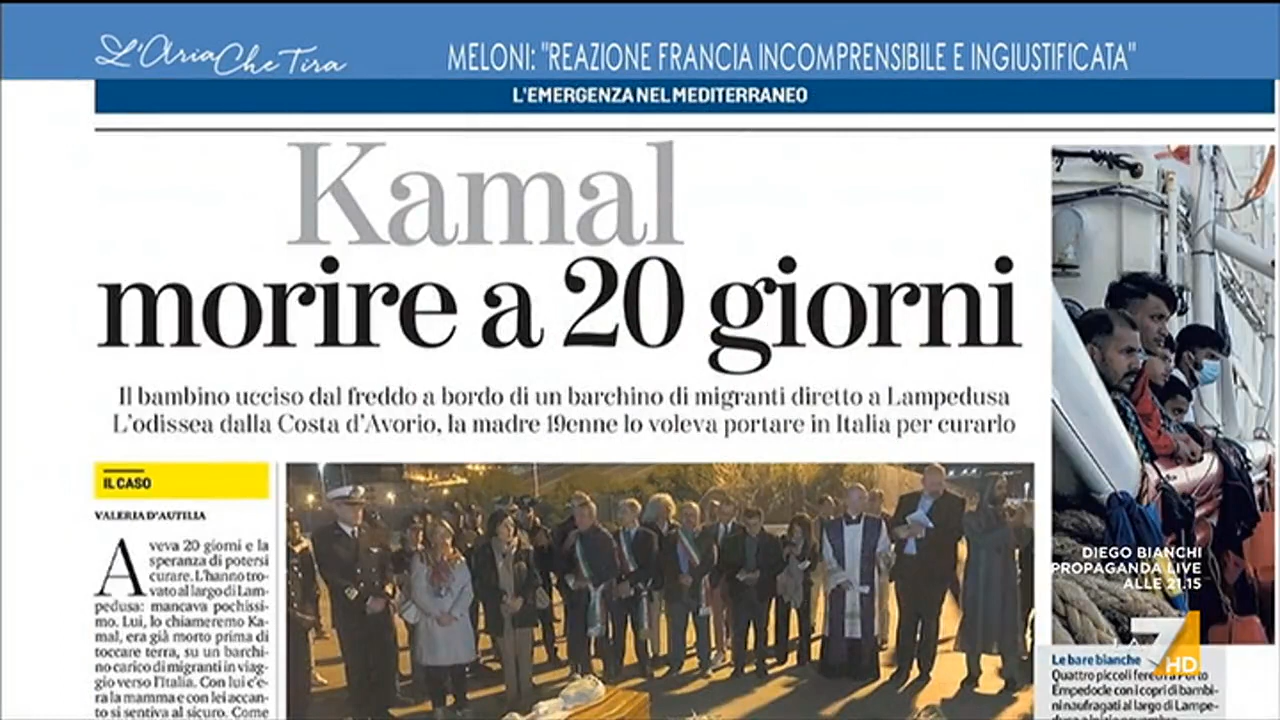 L'Aria Che Tira
MELONI: "REAZIONE FRANCIA INCOMPRENSIBILE E INGIUSTIFICATA"
L'EMERGENZA NEL MEDITERRANEO
Kamal
morire a 20 giorni
Il bambino ucciso dal freddo a bordo di un barchino di migranti diretto a Lampedusa
L'odissea dalla Costa d'Avorio, la madre 19enne lo voleva portare in Italia per curarlo
IL CASO
VALERIA D'AUTILIA
Aveva 20 giorni e la
speranza di potersi
curare. L'hanno tro-
vato al largo di Lam-
pedusa: mancava pochissi-
mo. Lui, lo chiameremo Ka-
mal, era già morto prima di
toccare terra, su un barchi-
no carico di migranti in viag-
gio verso l'Italia. Con lui c'e-
ra la mamma e con lei accan-
to si sentiva al sicuro. Come
DIEGO BIANCHI
PROPAGANDA LIVE
ALLE 21.15
LA 7 HD
Le bare bianche
Quattro piccoli feretri a Porto
Empedocle con i copri di bambi-
ni naufragati al largo di Lampe-